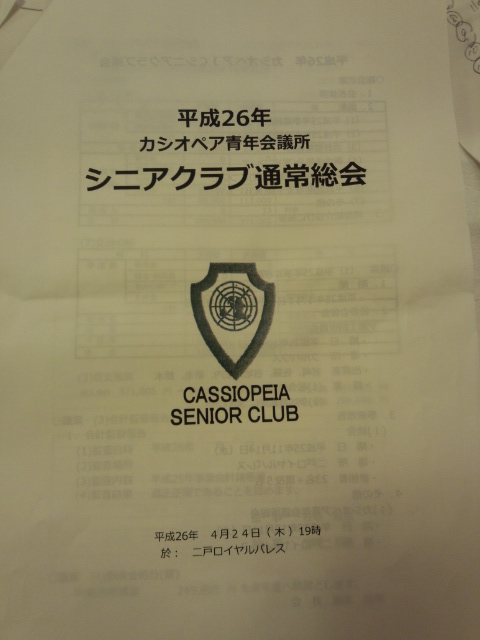 平成26年
カシオペア青年会議所
シニアクラブ通常総会
CASSIOPEIA
SENIOR CLUB
平成26年 4月24日（木）19時
於： 二戸ロイヤルパレス